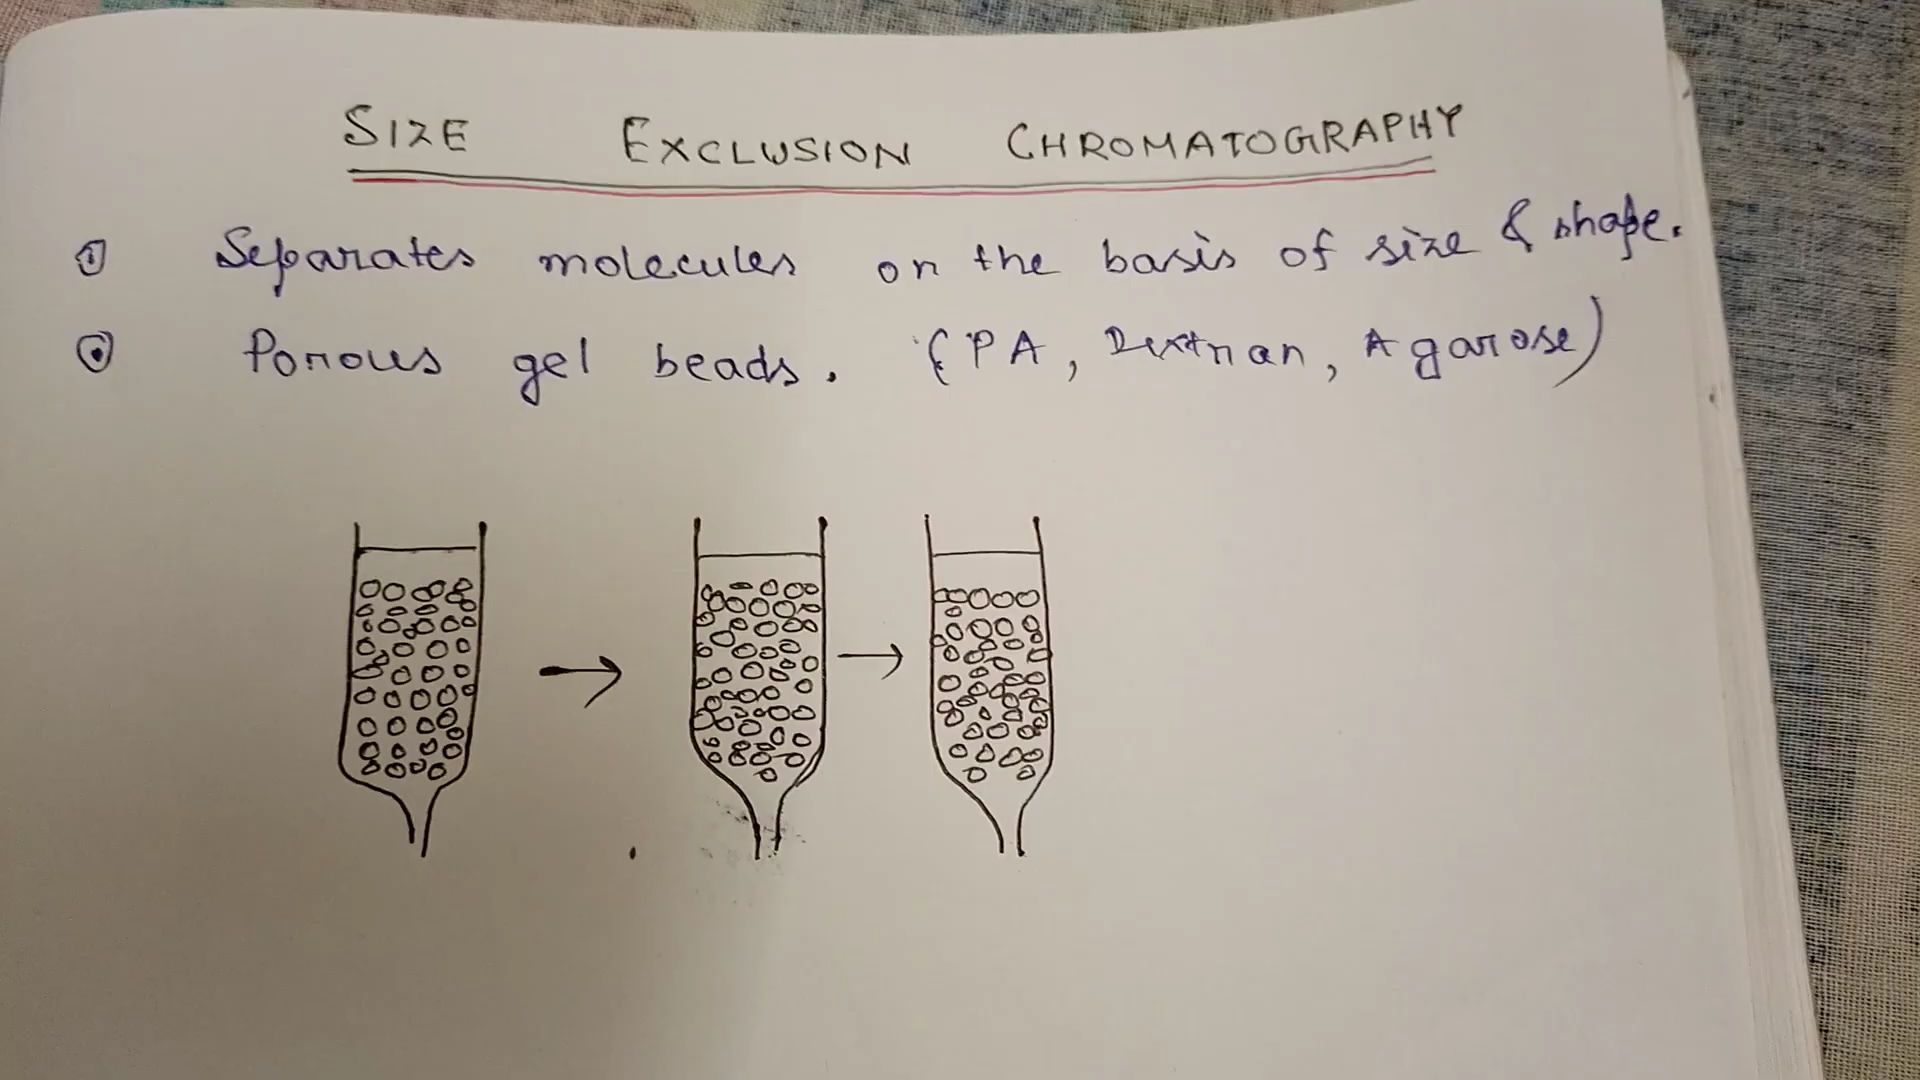 SIZE EXCLUSION CHROMATOGRAPHY
Separates molecules on the basis of size & shape.
Porous gel beads. (PA, Dextran, Agarose)